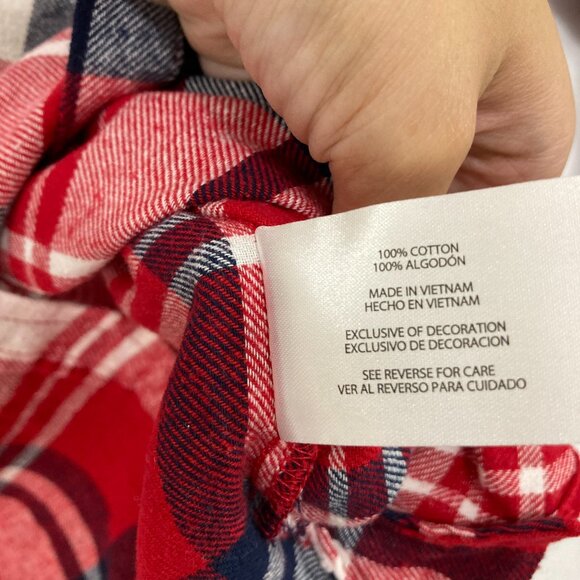 100% COTTON
100% ALGODÓN
MADE IN VIETNAM
HECHO EN VIETNAM
EXCLUSIVE OF DECORATION
EXCLUSIVO DE DECORACION
SEE REVERSE FOR CARE
VER AL REVERSO PARA CUIDADO